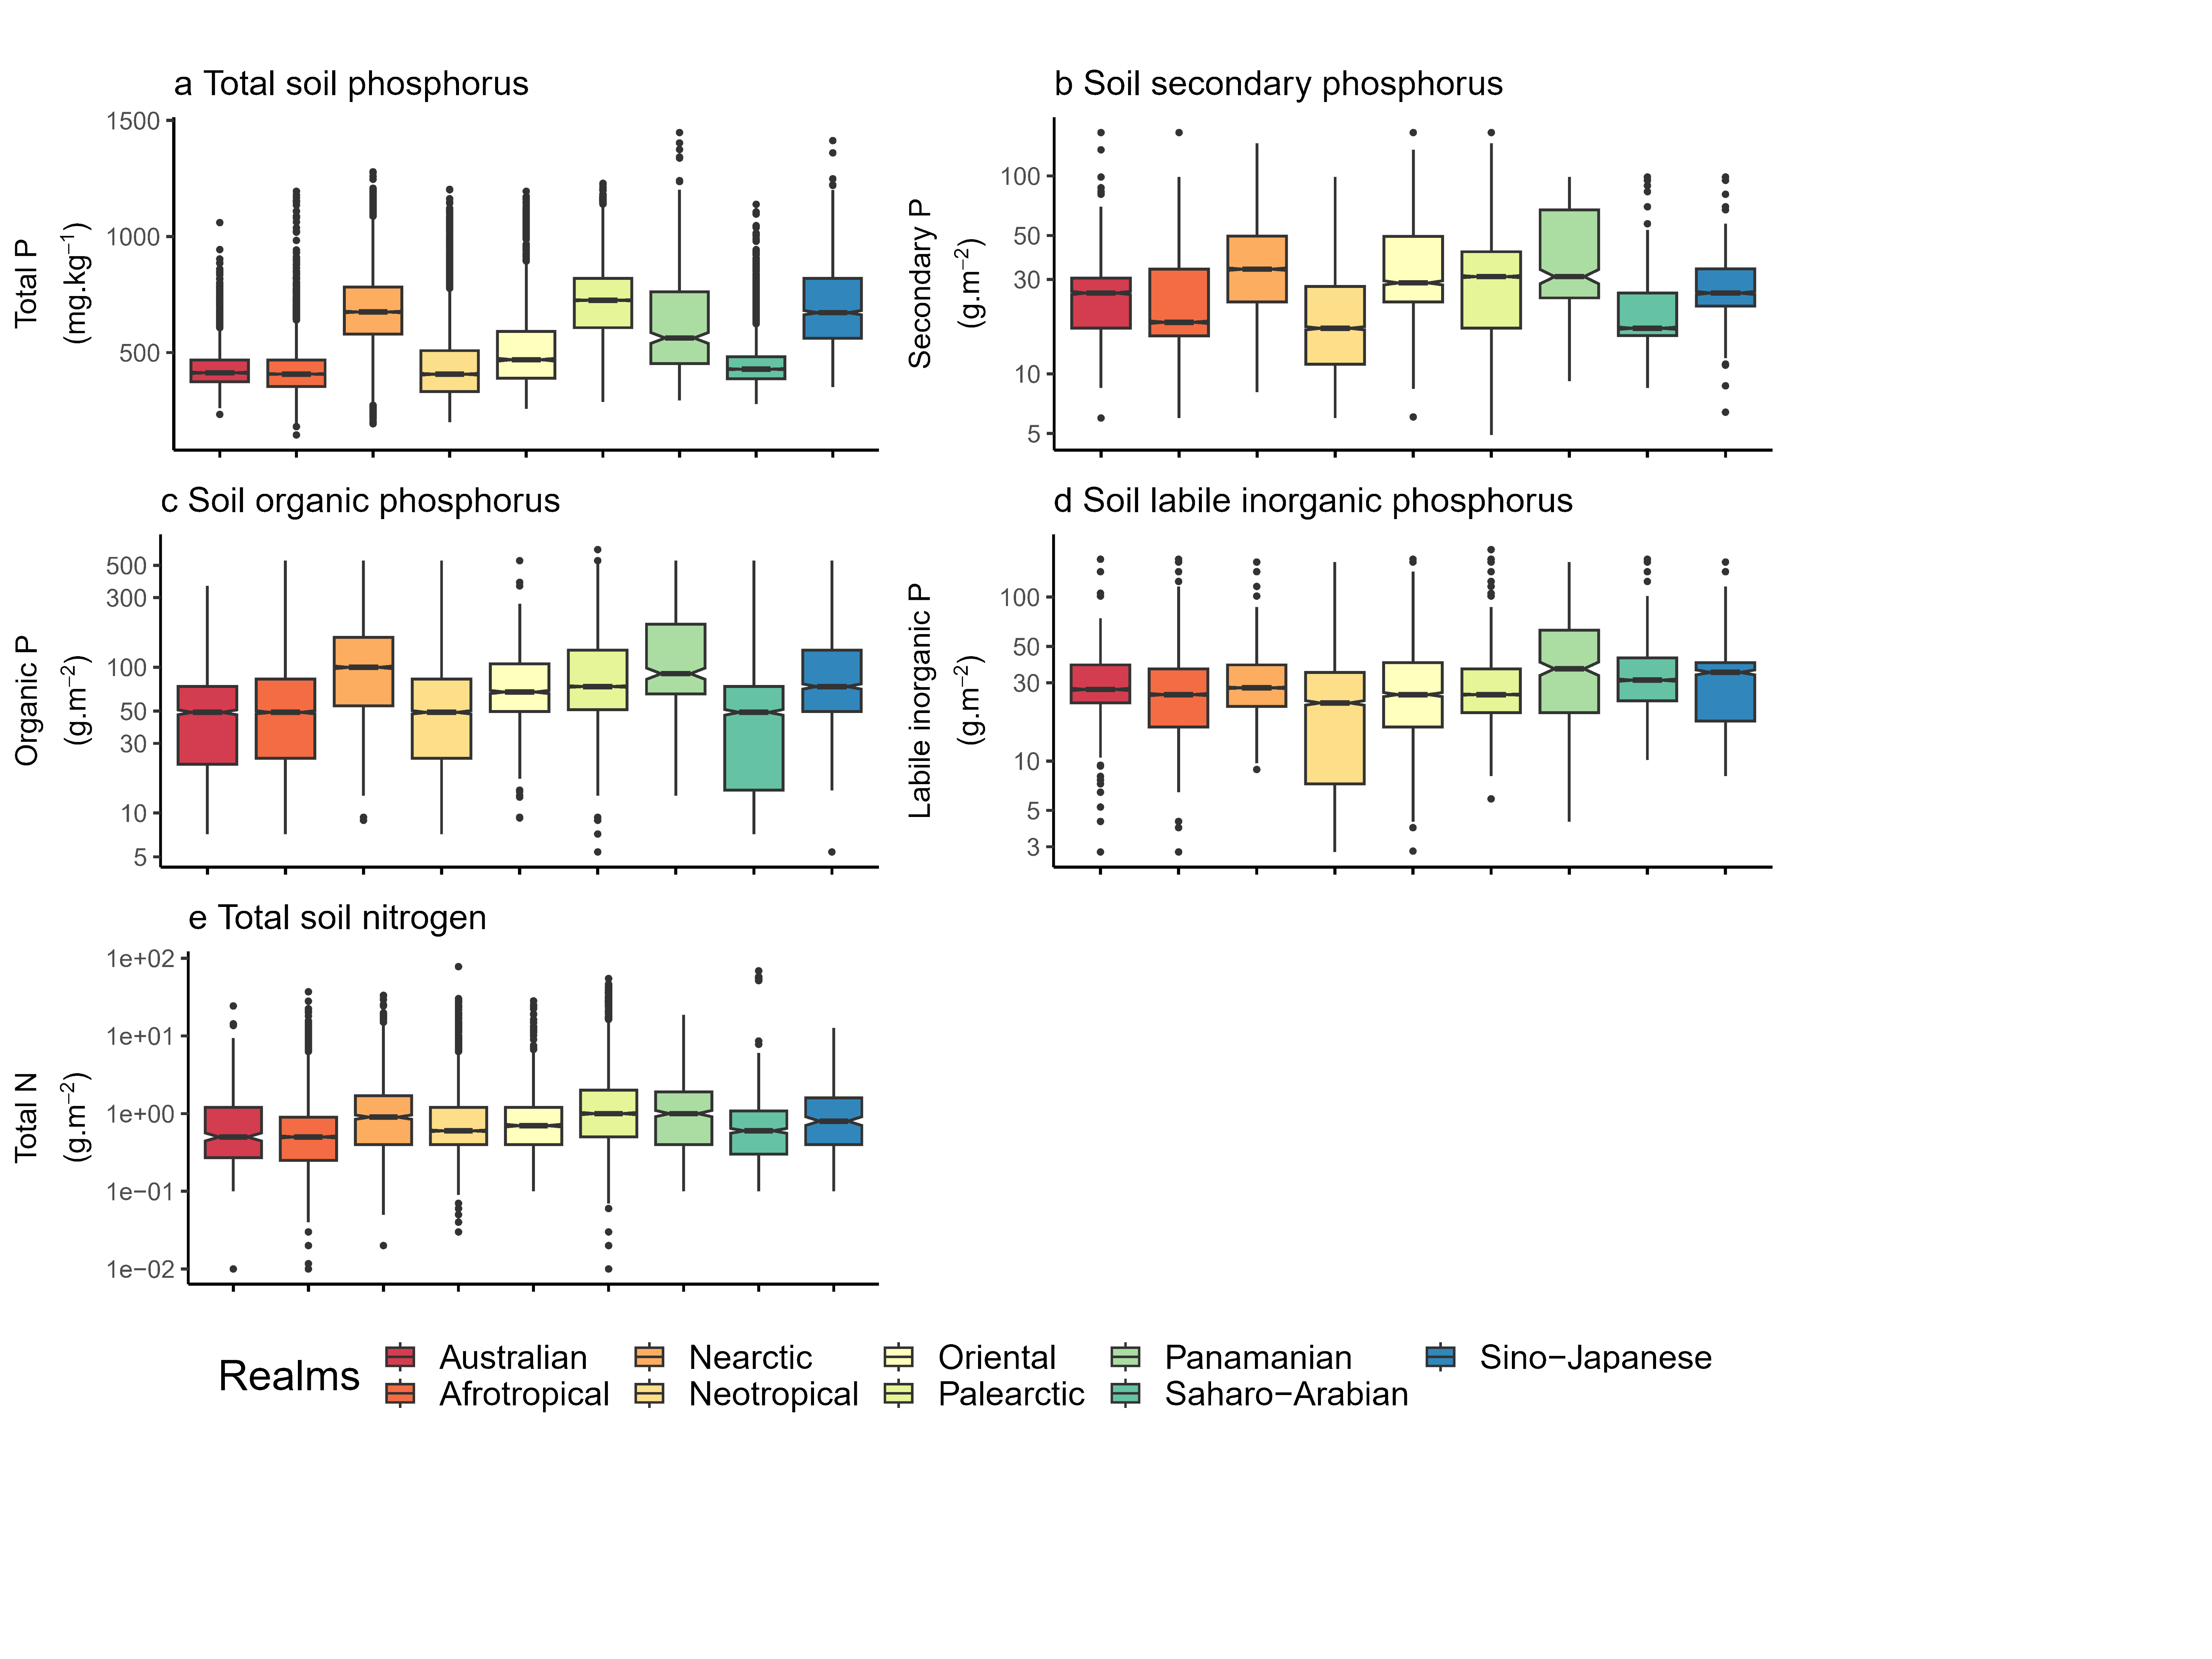 a Total soil phosphorus
Total P
(mg.kg⁻¹)
1500
1000
500
b Soil secondary phosphorus
Secondary P
(g.m⁻²)
100
50
30
10
5
c Soil organic phosphorus
Organic P
(g.m⁻²)
500
300
100
50
30
10
5
d Soil labile inorganic phosphorus
Labile inorganic P
(g.m⁻²)
100
50
30
10
5
3
e Total soil nitrogen
Total N
(g.m⁻²)
1e+02
1e+01
1e+00
1e−01
1e−02
Realms
Australian Nearctic Oriental Panamanian Sino−Japanese
Afrotropical Neotropical Palearctic Saharo−Arabian